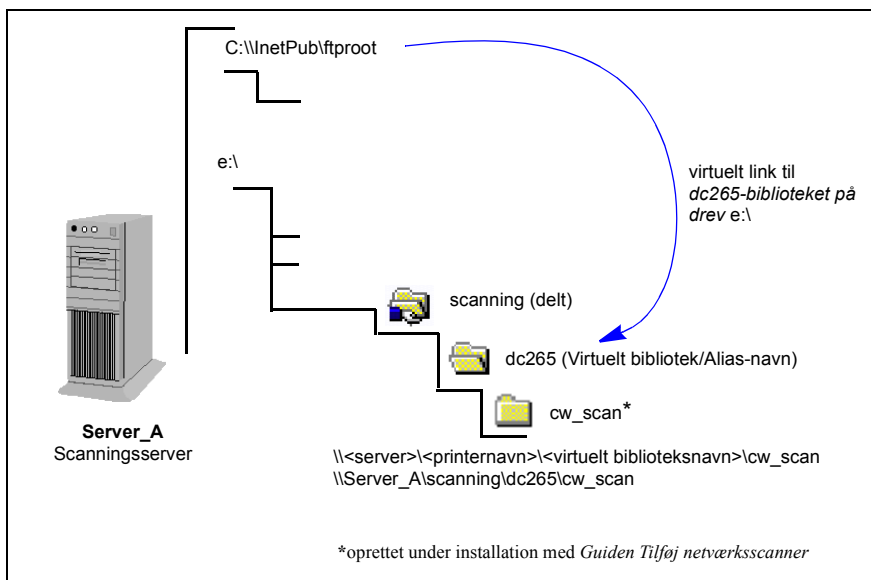 C:\\InetPub\ftproot
e:\
virtuelt link til
dc265-biblioteket på
drev e:\
scanning (delt)
dc265 (Virtuelt bibliotek/Alias-navn)
cw_scan*
Server_A
Scanningsserver
\\<server>\<printernavn>\<virtuelt biblioteksnavn>\cw_scan
\\Server_A\scanning\dc265\cw_scan
*oprettet under installation med Guiden Tilføj netværksscanner